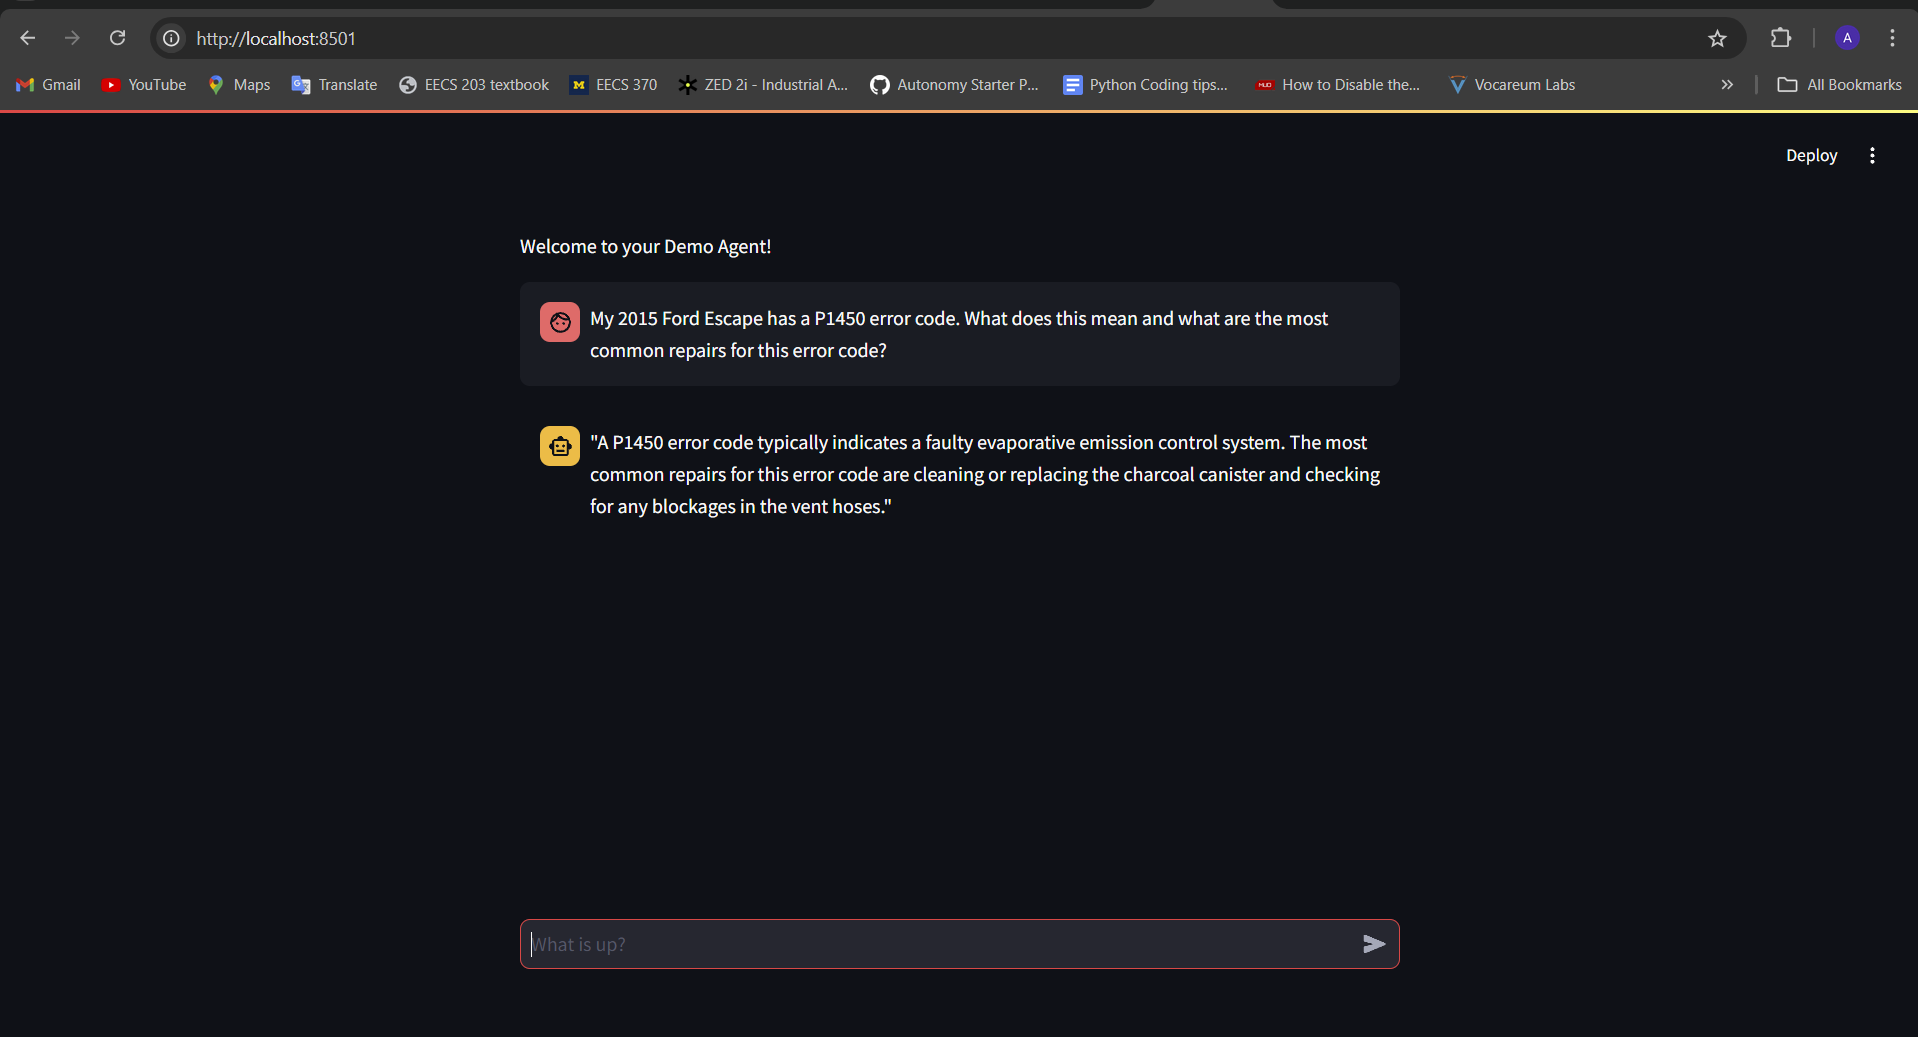 http://localhost:8501
A
Gmail YouTube Maps Translate EECS 203 textbook EECS 370 ZED 2i - Industrial A... Autonomy Starter P... Python Coding tips... How to Disable the... Vocareum Labs » All Bookmarks
Deploy
Welcome to your Demo Agent!
My 2015 Ford Escape has a P1450 error code. What does this mean and what are the most
common repairs for this error code?
"A P1450 error code typically indicates a faulty evaporative emission control system. The most
common repairs for this error code are cleaning or replacing the charcoal canister and checking
for any blockages in the vent hoses."
What is up?